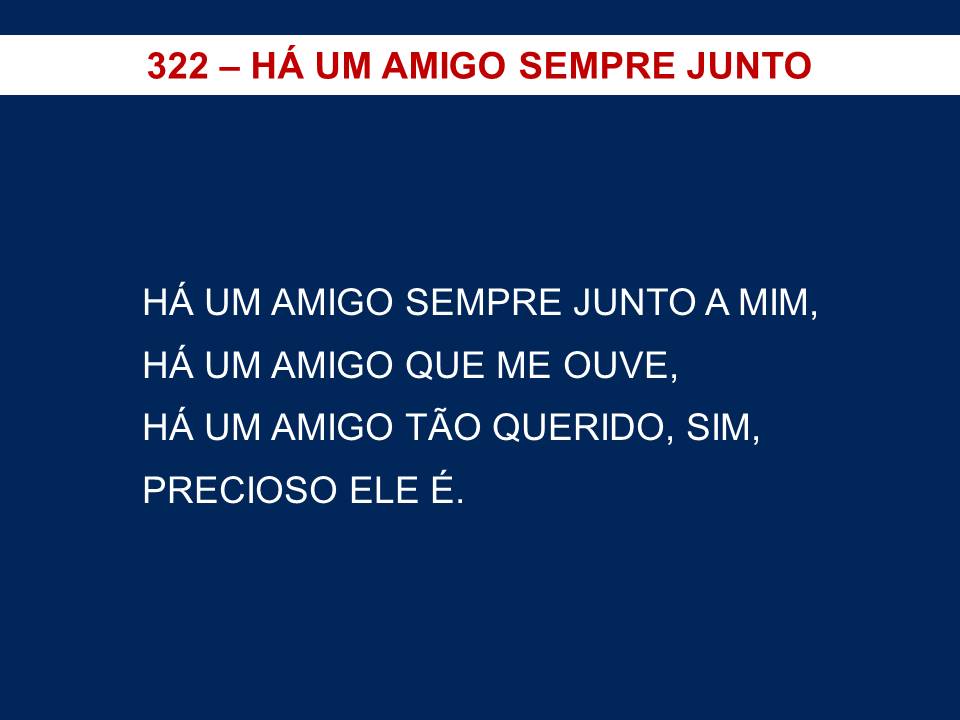 322 – HÁ UM AMIGO SEMPRE JUNTO
HÁ UM AMIGO SEMPRE JUNTO A MIM,
HÁ UM AMIGO QUE ME OUVE,
HÁ UM AMIGO TÃO QUERIDO, SIM,
PRECIOSO ELE É.